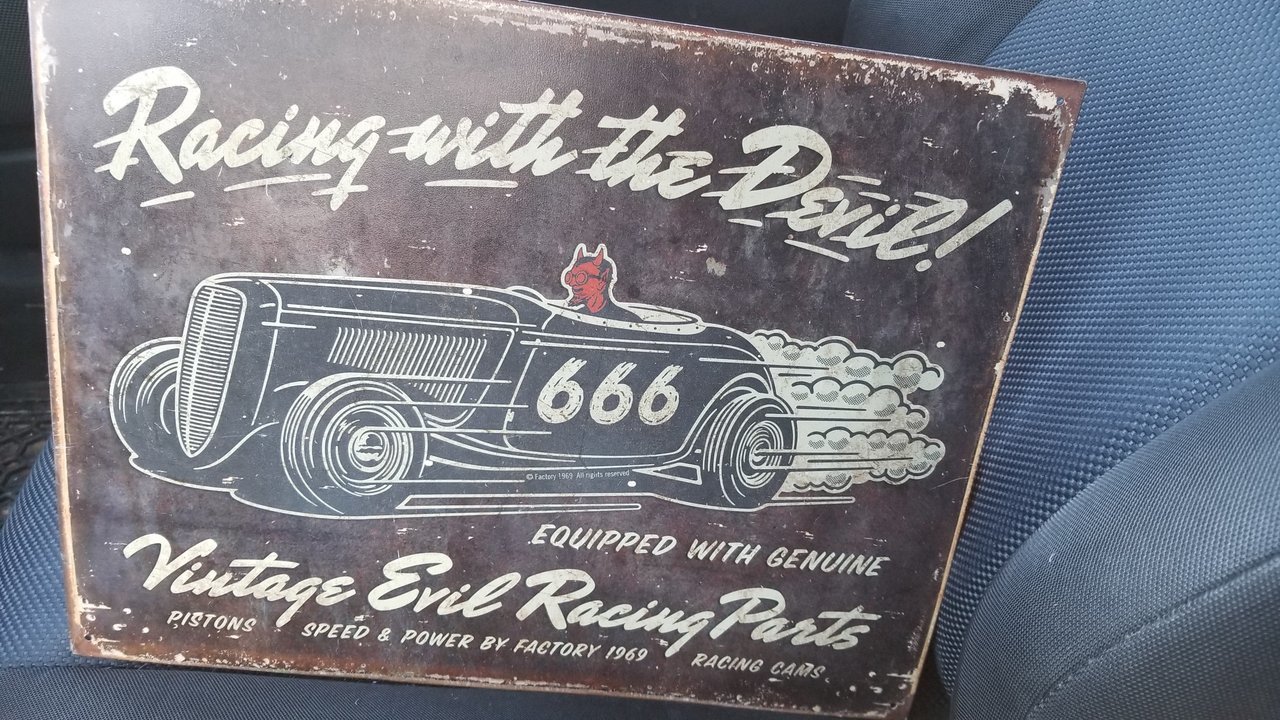 Racing with the Devil!
666
© Factory 1969 All rights reserved
EQUIPPED WITH GENUINE
Vintage Evil Racing Parts
PISTONS SPEED & POWER BY FACTORY 1969 RACING CAMS